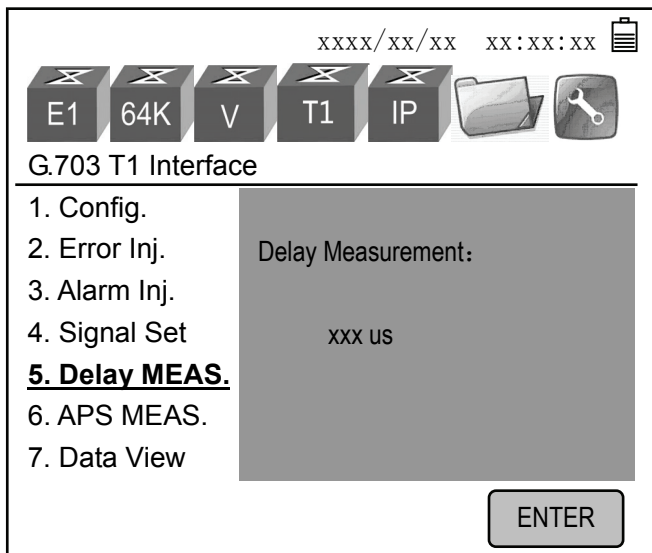 xxxx/xx/xx xx:xx:xx
E1 64K V T1 IP
G.703 T1 Interface
1. Config.
2. Error Inj.
3. Alarm Inj.
4. Signal Set
5. Delay MEAS.
6. APS MEAS.
7. Data View
Delay Measurement：
xxx us
ENTER